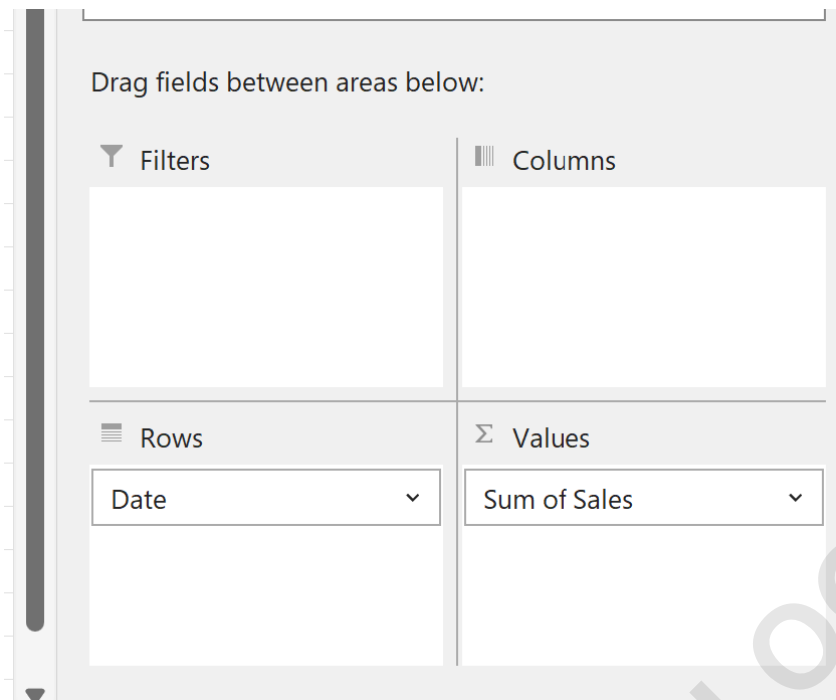 Drag fields between areas below:
Filters
Columns
Rows
Σ Values
Date
Sum of Sales